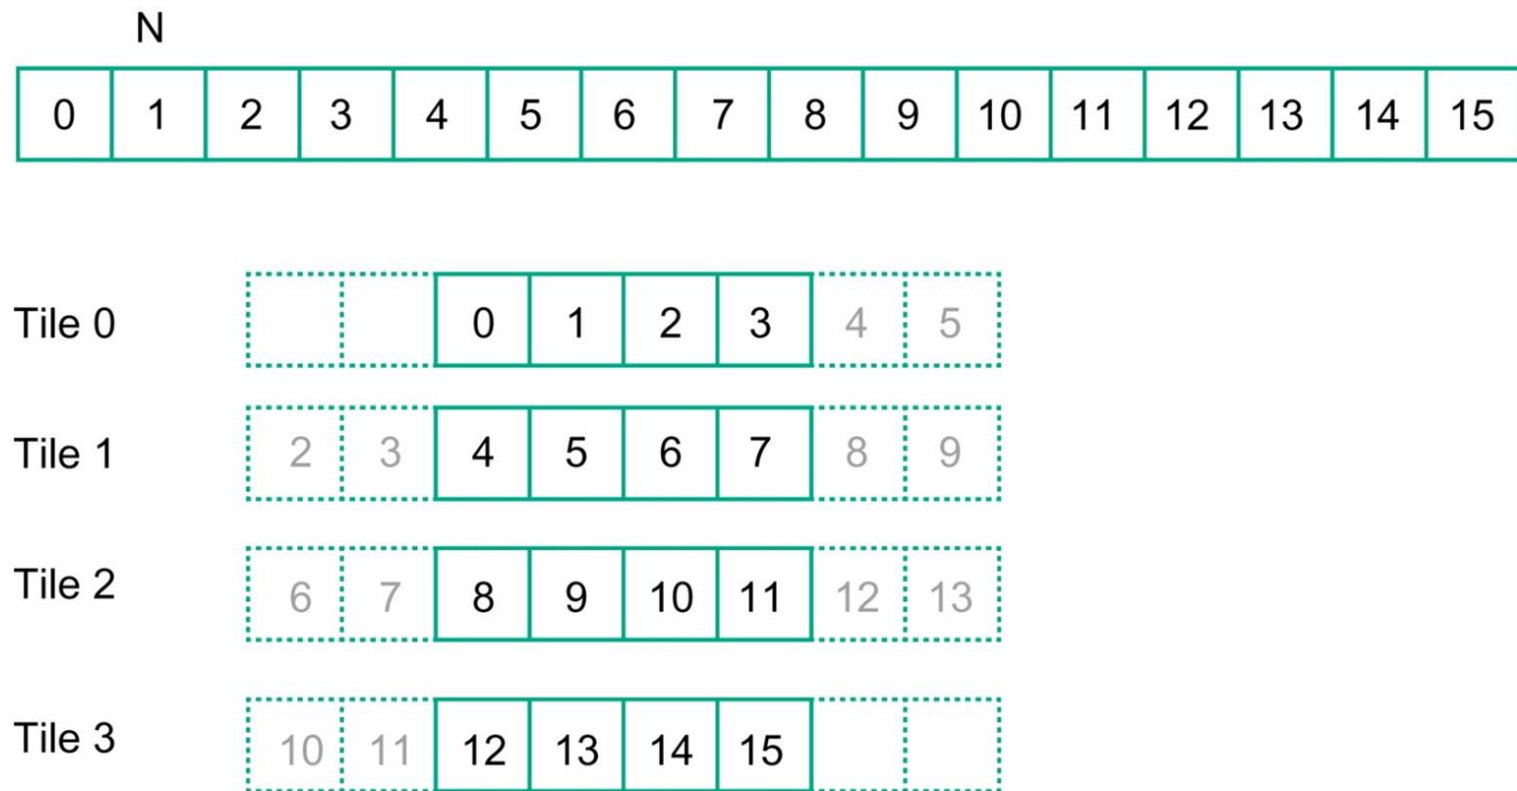 N
0 1 2 3 4 5 6 7 8 9 10 11 12 13 14 15
Tile 0 0 1 2 3 4 5
Tile 1 2 3 4 5 6 7 8 9
Tile 2 6 7 8 9 10 11 12 13
Tile 3 10 11 12 13 14 15